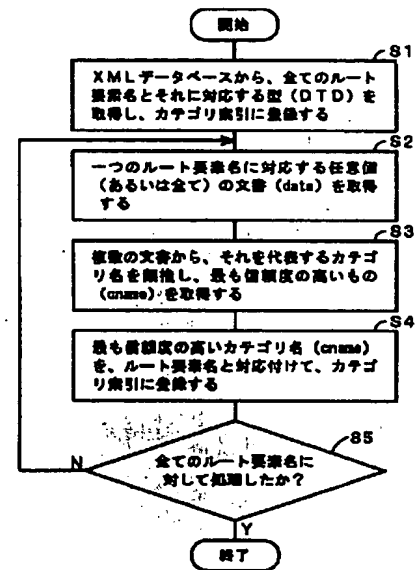 開始
S1
XMLデータベースから、全てのルート
要素名とそれに対応する型(DTD)を
取得し、カテゴリ索引に登録する
S2
一つのルート要素名に対応する任意個
(あるいは全て)の文書(data)を取得
する
S3
複数の文書から、それを代表するカテゴ
リ名を類推し、最も信頼度の高いもの
(cname)を取得する
S4
最も信頼度の高いカテゴリ名(cname)
を、ルート要素名と対応付けて、カテゴ
リ索引に登録する
S5
全てのルート要素名に
対して処理したか?
N
Y
終了